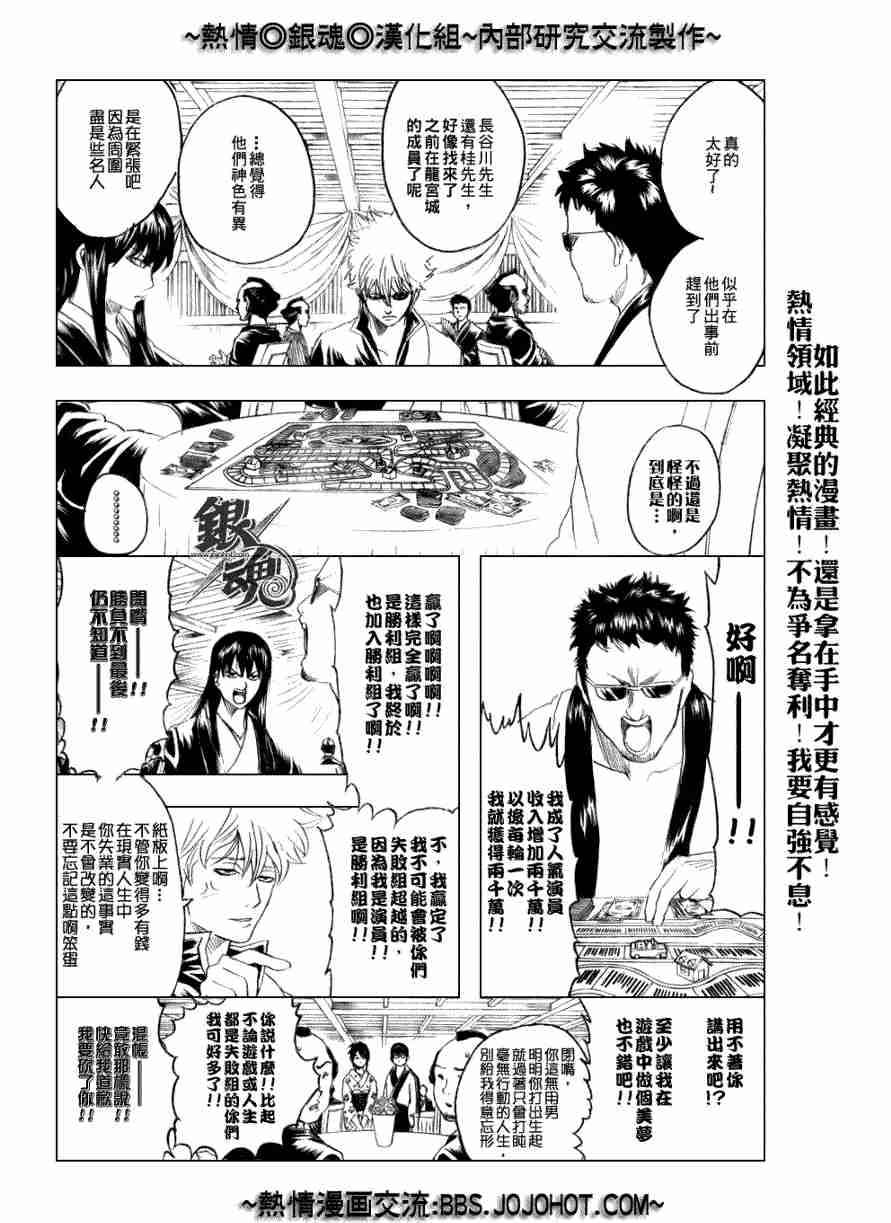 ~熱情◎銀魂◎漢化組~內部研究交流製作~
真的
太好了~
似乎在
他們出事前
趕到了
長谷川先生
還有桂先生，
好像找來了
之前在龍宮城
的成員了呢
…總覺得
他們神色有異
是在緊張吧
因為周圍
盡是些名人
不過還是
怪怪的啊，
到底是…
…………
銀魂
www.jojohot.com
好啊——!!
我成了人氣演員
收入增加兩千萬!!
以後每輪一次
我就獲得兩千萬!!
贏了啊啊啊啊!!
這樣完全贏了啊!!
是勝利組，我終於
也加入勝利組了啊!!
閉嘴——!!
勝負不到最後
仍不知道——!!
不，我贏定了
我不可能會被你們
失敗組超越的，
因為我是演員!!
是勝利組啊!!
紙版上啊…
不管你變得多有錢
在現實人生中
你失業的這事實
是不會改變的，
不要忘記這點啊笨蛋
用不著你
講出來吧!?
至少讓我在
遊戲中做個美夢
也不錯吧!!
閉嘴，
你這無用男
明明你打出生起
就過著只會打盹
毫無行動的人生，
別給我得意忘形
你說什麼!!比起
不論遊戲或人生
都是失敗組的你們
我可好多了!!
混帳——
竟敢那樣說!!
快給我道歉
我要砍了你!!
如此經典的漫畫！還是拿在手中才更有感覺！
熱情領域！凝聚熱情！不為爭名奪利！我要自強不息！
~熱情漫画交流:BBS.JOJOHOT.COM~